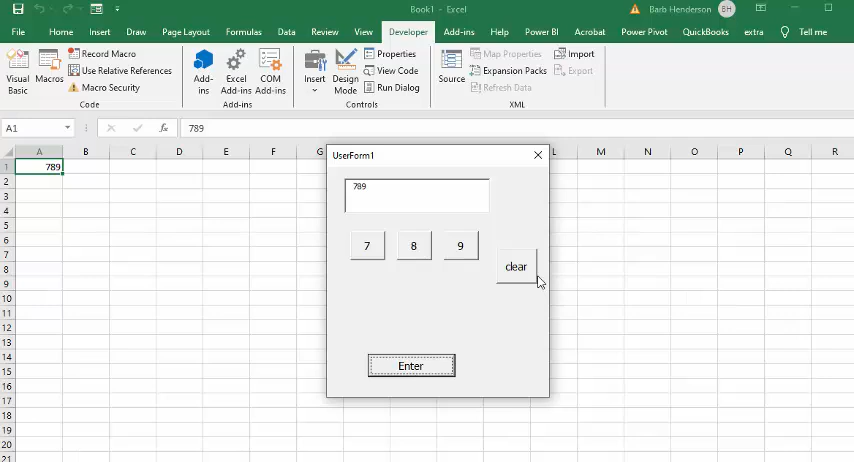 Book1 - Excel
Barb Henderson
BH
File Home Insert Draw Page Layout Formulas Data Review View Developer Add-ins Help Power BI Acrobat Power Pivot QuickBooks extra Tell me
Visual Basic
Macros
Record Macro
Use Relative References
Macro Security
Code
Add-ins
Excel Add-ins
COM Add-ins
Add-ins
Insert
Design Mode
Properties
View Code
Run Dialog
Controls
Source
Map Properties
Expansion Packs
Refresh Data
Import
Export
XML
A1
fx
789
A B C D E F G L M N O P Q R
1 789
2
3
4
5
6
7
8
9
10
11
12
13
14
15
16
17
18
19
20
21
UserForm1
789
7 8 9
clear
Enter